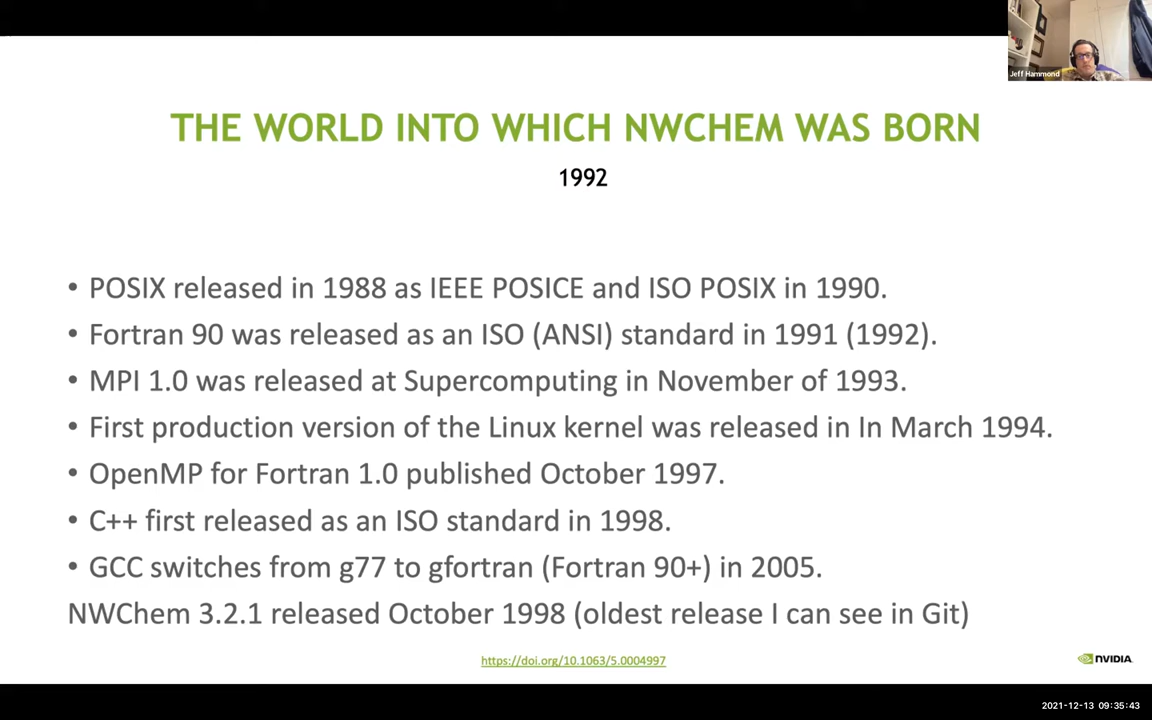 Jeff Hammond
THE WORLD INTO WHICH NWCHEM WAS BORN
1992
• POSIX released in 1988 as IEEE POSICE and ISO POSIX in 1990.
• Fortran 90 was released as an ISO (ANSI) standard in 1991 (1992).
• MPI 1.0 was released at Supercomputing in November of 1993.
• First production version of the Linux kernel was released in In March 1994.
• OpenMP for Fortran 1.0 published October 1997.
• C++ first released as an ISO standard in 1998.
• GCC switches from g77 to gfortran (Fortran 90+) in 2005.
NWChem 3.2.1 released October 1998 (oldest release I can see in Git)
https://doi.org/10.1063/5.0004997
NVIDIA.
2021-12-13 09:35:43